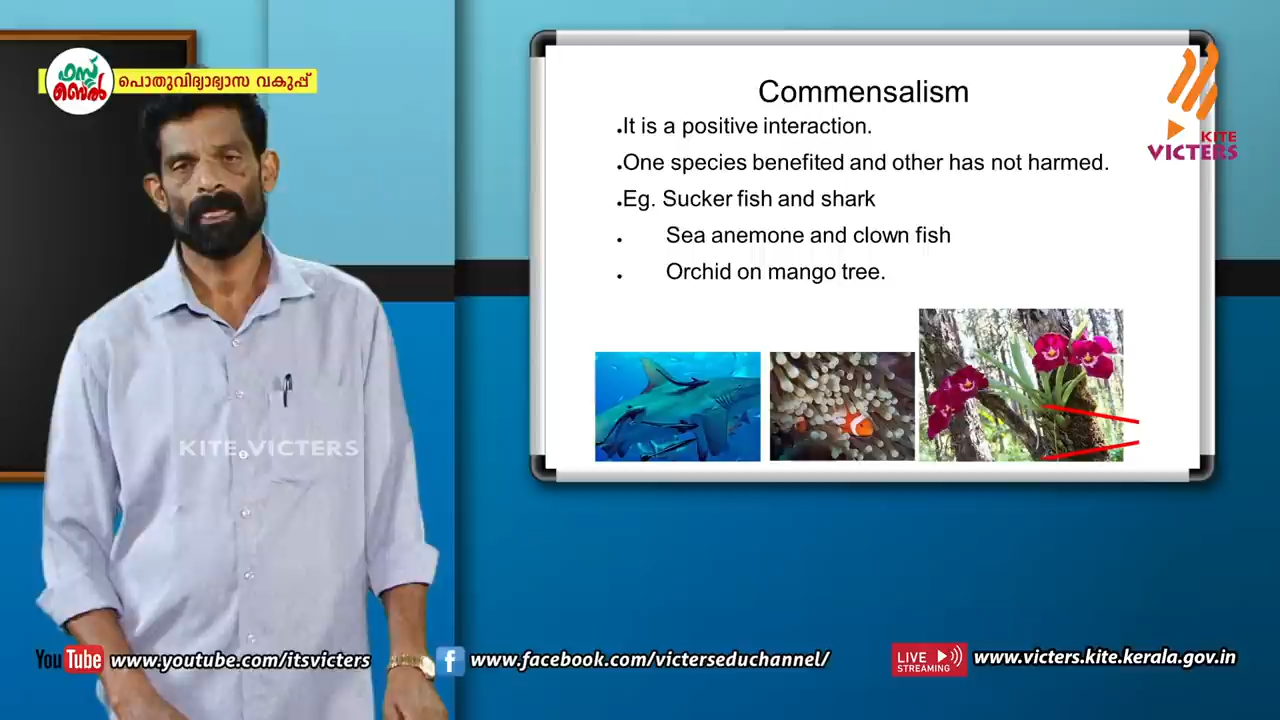 ഫസ്റ്റ്
ബെൽ
പൊതുവിദ്യാഭ്യാസ വകുപ്പ്
Commensalism
.It is a positive interaction.
.One species benefited and other has not harmed.
.Eg. Sucker fish and shark
. Sea anemone and clown fish
. Orchid on mango tree.
KITE
VICTERS
KITE VICTERS
YouTube www.youtube.com/itsvicters
f www.facebook.com/victerseduchannel/
LIVE
STREAMING
www.victers.kite.kerala.gov.in